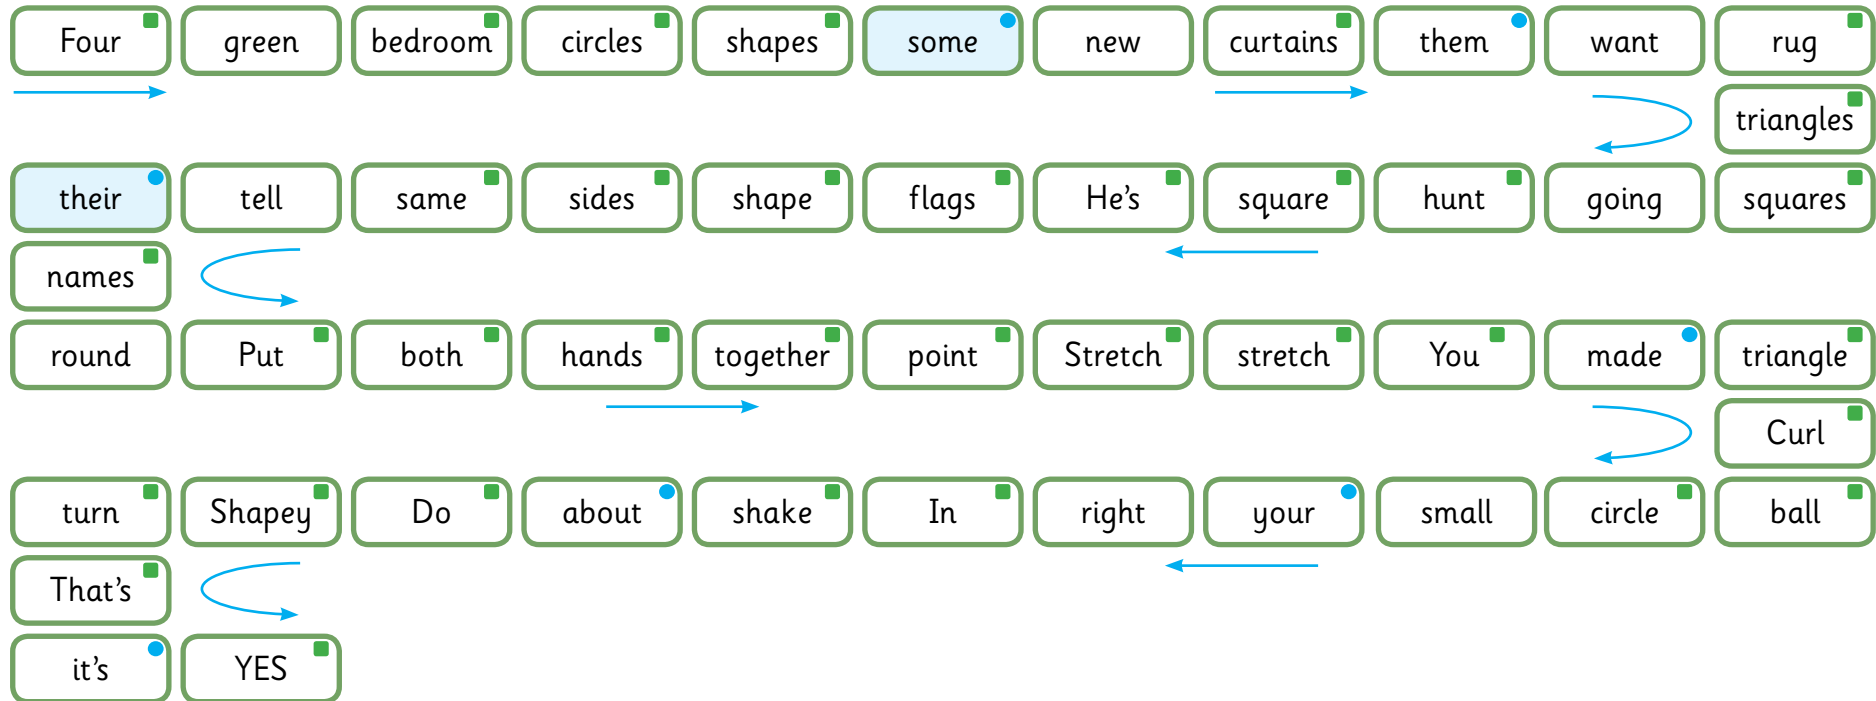 Four green bedroom circles shapes some new curtains them want rug
triangles
their tell same sides shape flags He's square hunt going squares
names
round Put both hands together point Stretch stretch You made triangle
Curl
turn Shapey Do about shake In right your small circle ball
That's
it's YES